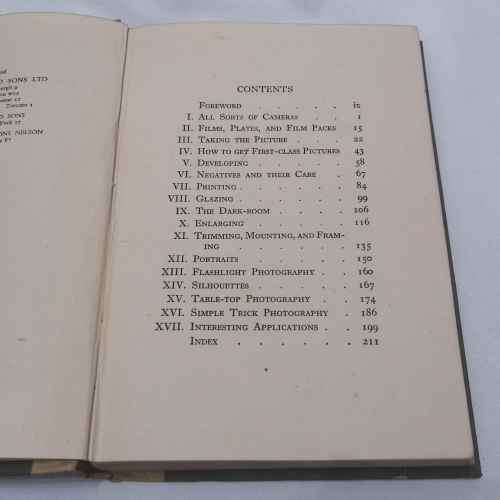 SONS LTD
CONTENTS
FOREWORD . . . . . ix
I. ALL SORTS OF CAMERAS . . 1
II. FILMS, PLATES, AND FILM PACKS 15
III. TAKING THE PICTURE . . . 22
IV. HOW TO GET FIRST-CLASS PICTURES 43
V. DEVELOPING . . . . . 58
VI. NEGATIVES AND THEIR CARE . 67
VII. PRINTING . . . . . 84
VIII. GLAZING . . . . . 99
IX. THE DARK-ROOM . . . . 106
X. ENLARGING . . . . . 116
XI. TRIMMING, MOUNTING, AND FRAM-
ING . . . . . 135
XII. PORTRAITS . . . . . 150
XIII. FLASHLIGHT PHOTOGRAPHY . . 160
XIV. SILHOUETTES . . . . . 167
XV. TABLE-TOP PHOTOGRAPHY . . 174
XVI. SIMPLE TRICK PHOTOGRAPHY . 186
XVII. INTERESTING APPLICATIONS . . 199
INDEX . . . . . 211